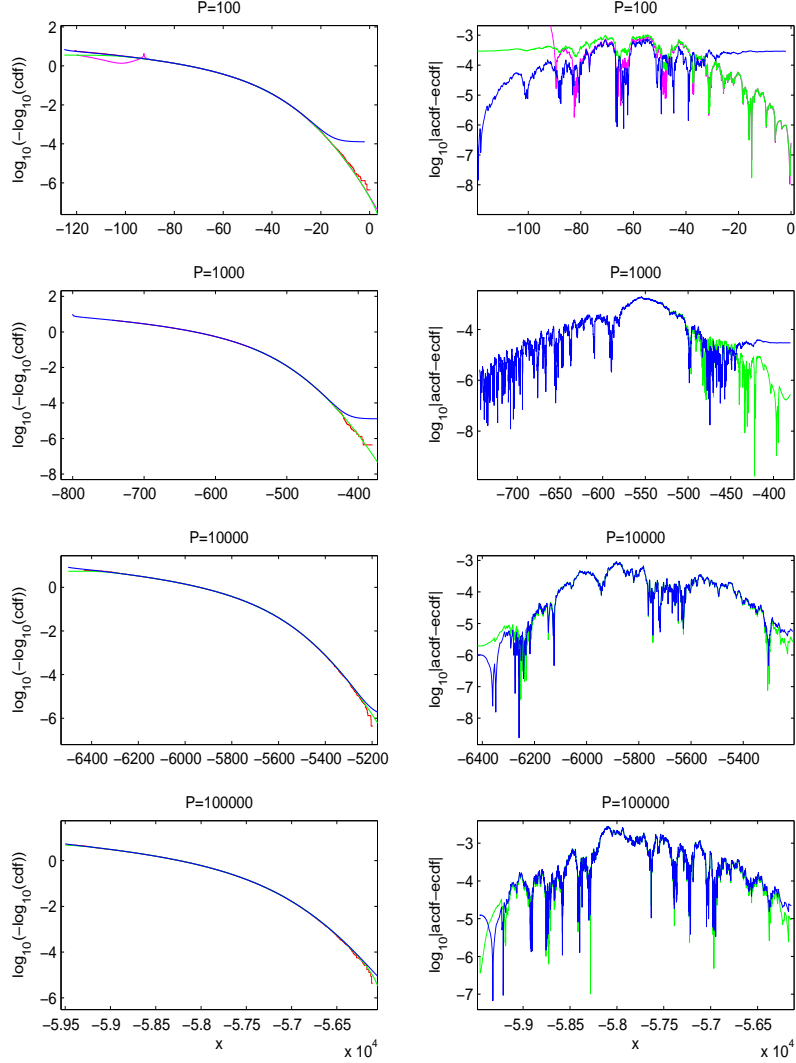 P=100
P=100
log10(-log10(cdf))
2
0
-2
-4
-6
-120 -100 -80 -60 -40 -20 0
log10|acdf-ecdf|
-3
-4
-5
-6
-7
-8
-100 -80 -60 -40 -20 0
P=1000
P=1000
log10(-log10(cdf))
2
0
-2
-4
-6
-8
-800 -700 -600 -500 -400
log10|acdf-ecdf|
-4
-6
-8
-700 -650 -600 -550 -500 -450 -400
P=10000
P=10000
log10(-log10(cdf))
2
0
-2
-4
-6
-6400 -6200 -6000 -5800 -5600 -5400 -5200
log10|acdf-ecdf|
-3
-4
-5
-6
-7
-8
-6400 -6200 -6000 -5800 -5600 -5400
P=100000
P=100000
log10(-log10(cdf))
0
-2
-4
-6
-5.95 -5.9 -5.85 -5.8 -5.75 -5.7 -5.65
x
x 10^4
log10|acdf-ecdf|
-3
-4
-5
-6
-7
-5.9 -5.85 -5.8 -5.75 -5.7 -5.65
x
x 10^4